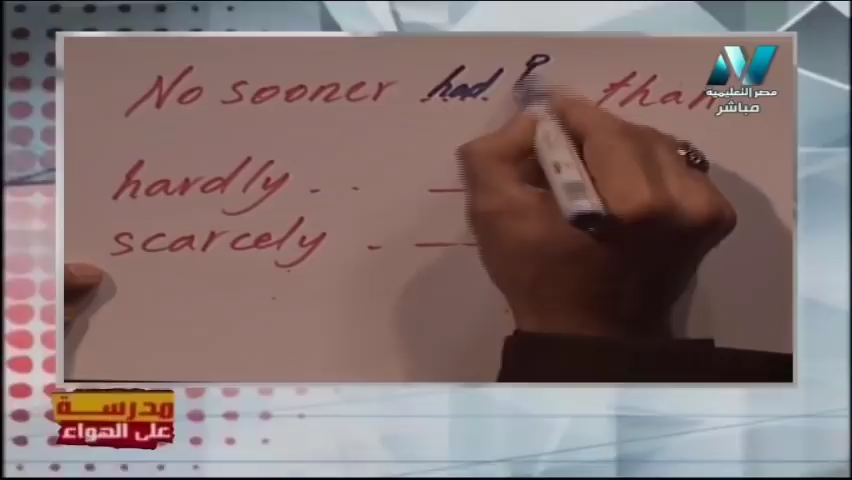 No sooner had than
hardly . . —
scarcely . —
مصر التعليمية
مباشر
مدرسة
على الهواء